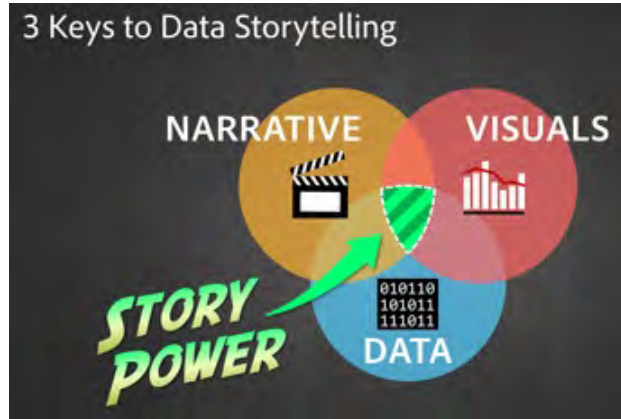 3 Keys to Data Storytelling
NARRATIVE
VISUALS
STORY
POWER
010110
101011
111011
DATA